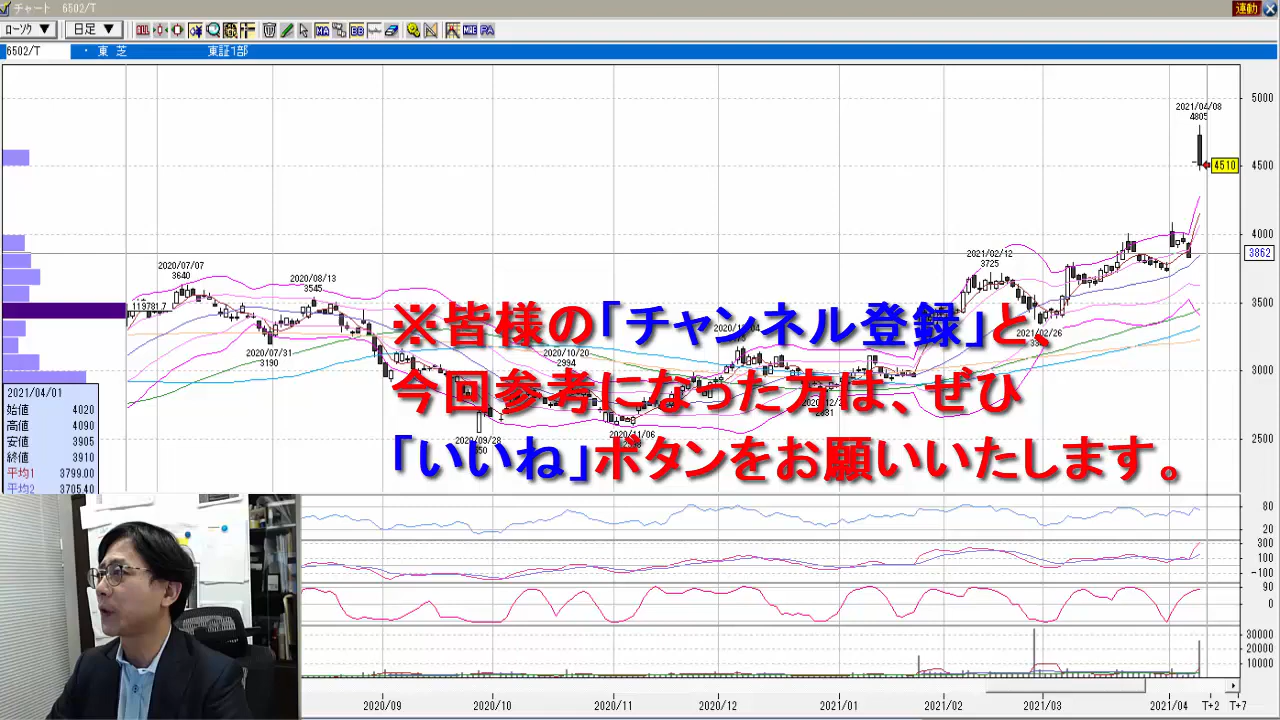 チャート 6502/T
連動
ローソク ▼ 日足 ▼
6502/T ・ 東 芝 東証1部
2021/04/08
4805
5000
4510
4500
4000
3862
3500
3000
2500
2020/07/07
3640
2020/08/13
3545
2021/02/12
3725
119781.7
2020/07/31
3190
2020/10/20
2994
2021/02/26
2020/09/28
2020/11/06
※皆様の「チャンネル登録」と、
今回参考になった方は、ぜひ
「いいね」ボタンをお願いいたします。
2021/04/01
始値 4020
高値 4090
安値 3905
終値 3910
平均1 3799.00
平均2 3705.40
80
20
300
100
-100
90
0
30000
20000
10000
2020/09 2020/10 2020/11 2020/12 2021/01 2021/02 2021/03 2021/04 T+2 T+7